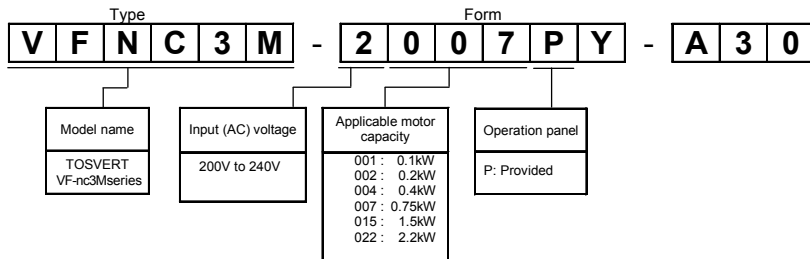 Type Form
V F N C 3 M - 2 0 0 7 P Y - A 3 0
Model name
TOSVERT
VF-nc3Mseries
Input (AC) voltage
200V to 240V
Applicable motor
capacity
001 : 0.1kW
002 : 0.2kW
004 : 0.4kW
007 : 0.75kW
015 : 1.5kW
022 : 2.2kW
Operation panel
P: Provided